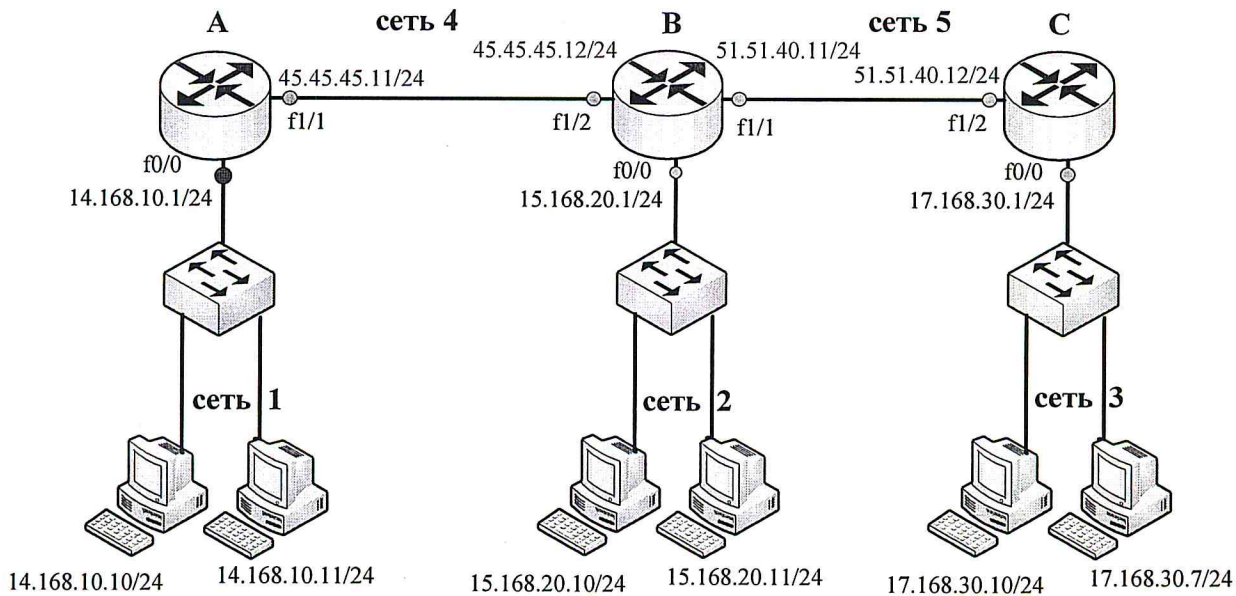 A
сеть 4
B
сеть 5
C
45.45.45.12/24
51.51.40.11/24
45.45.45.11/24
51.51.40.12/24
f1/1
f1/2
f1/1
f1/2
f0/0
f0/0
f0/0
14.168.10.1/24
15.168.20.1/24
17.168.30.1/24
сеть 1
сеть 2
сеть 3
14.168.10.10/24
14.168.10.11/24
15.168.20.10/24
15.168.20.11/24
17.168.30.10/24
17.168.30.7/24